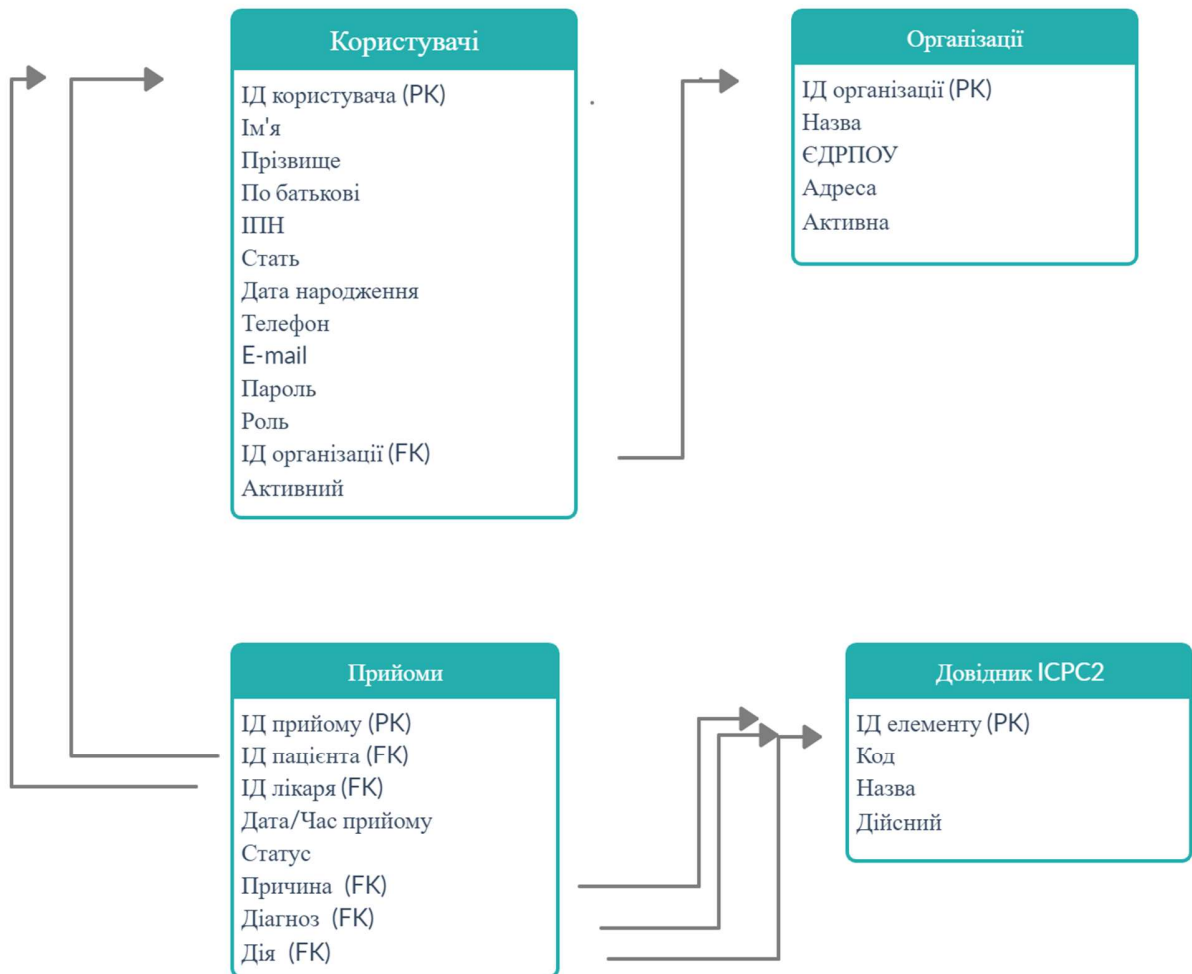 Користувачі
ІД користувача (PK)
Ім'я
Прізвище
По батькові
ІПН
Стать
Дата народження
Телефон
E-mail
Пароль
Роль
ІД організації (FK)
Активний
Організації
ІД організації (PK)
Назва
ЄДРПОУ
Адреса
Активна
Прийоми
ІД прийому (PK)
ІД пацієнта (FK)
ІД лікаря (FK)
Дата/Час прийому
Статус
Причина (FK)
Діагноз (FK)
Дія (FK)
Довідник ICPC2
ІД елементу (PK)
Код
Назва
Дійсний